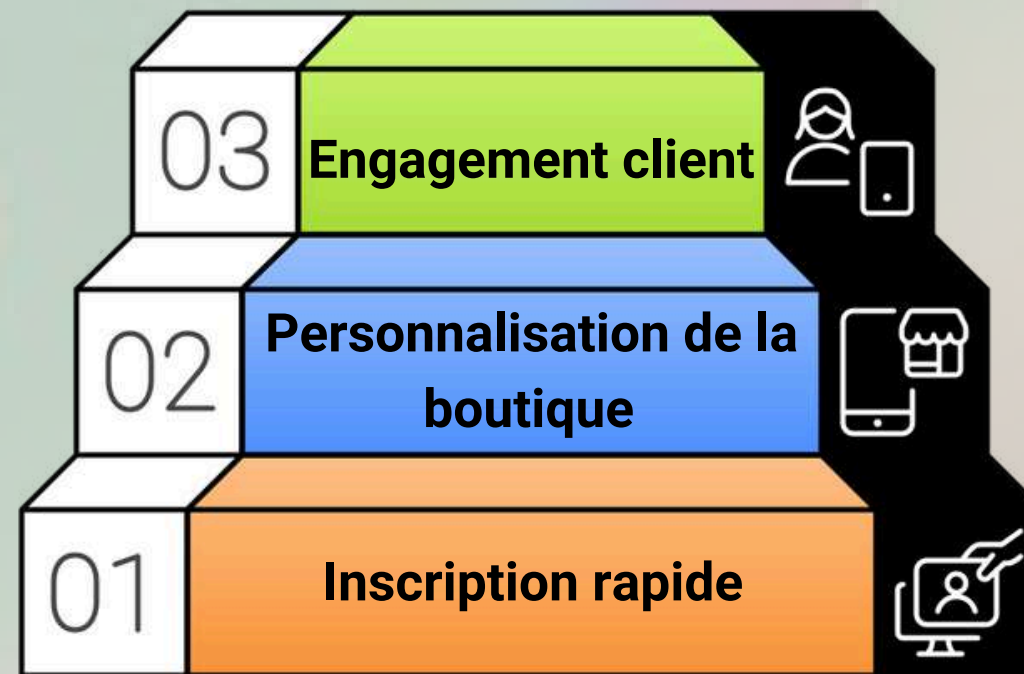 03
Engagement client
02
Personnalisation de la
boutique
01
Inscription rapide